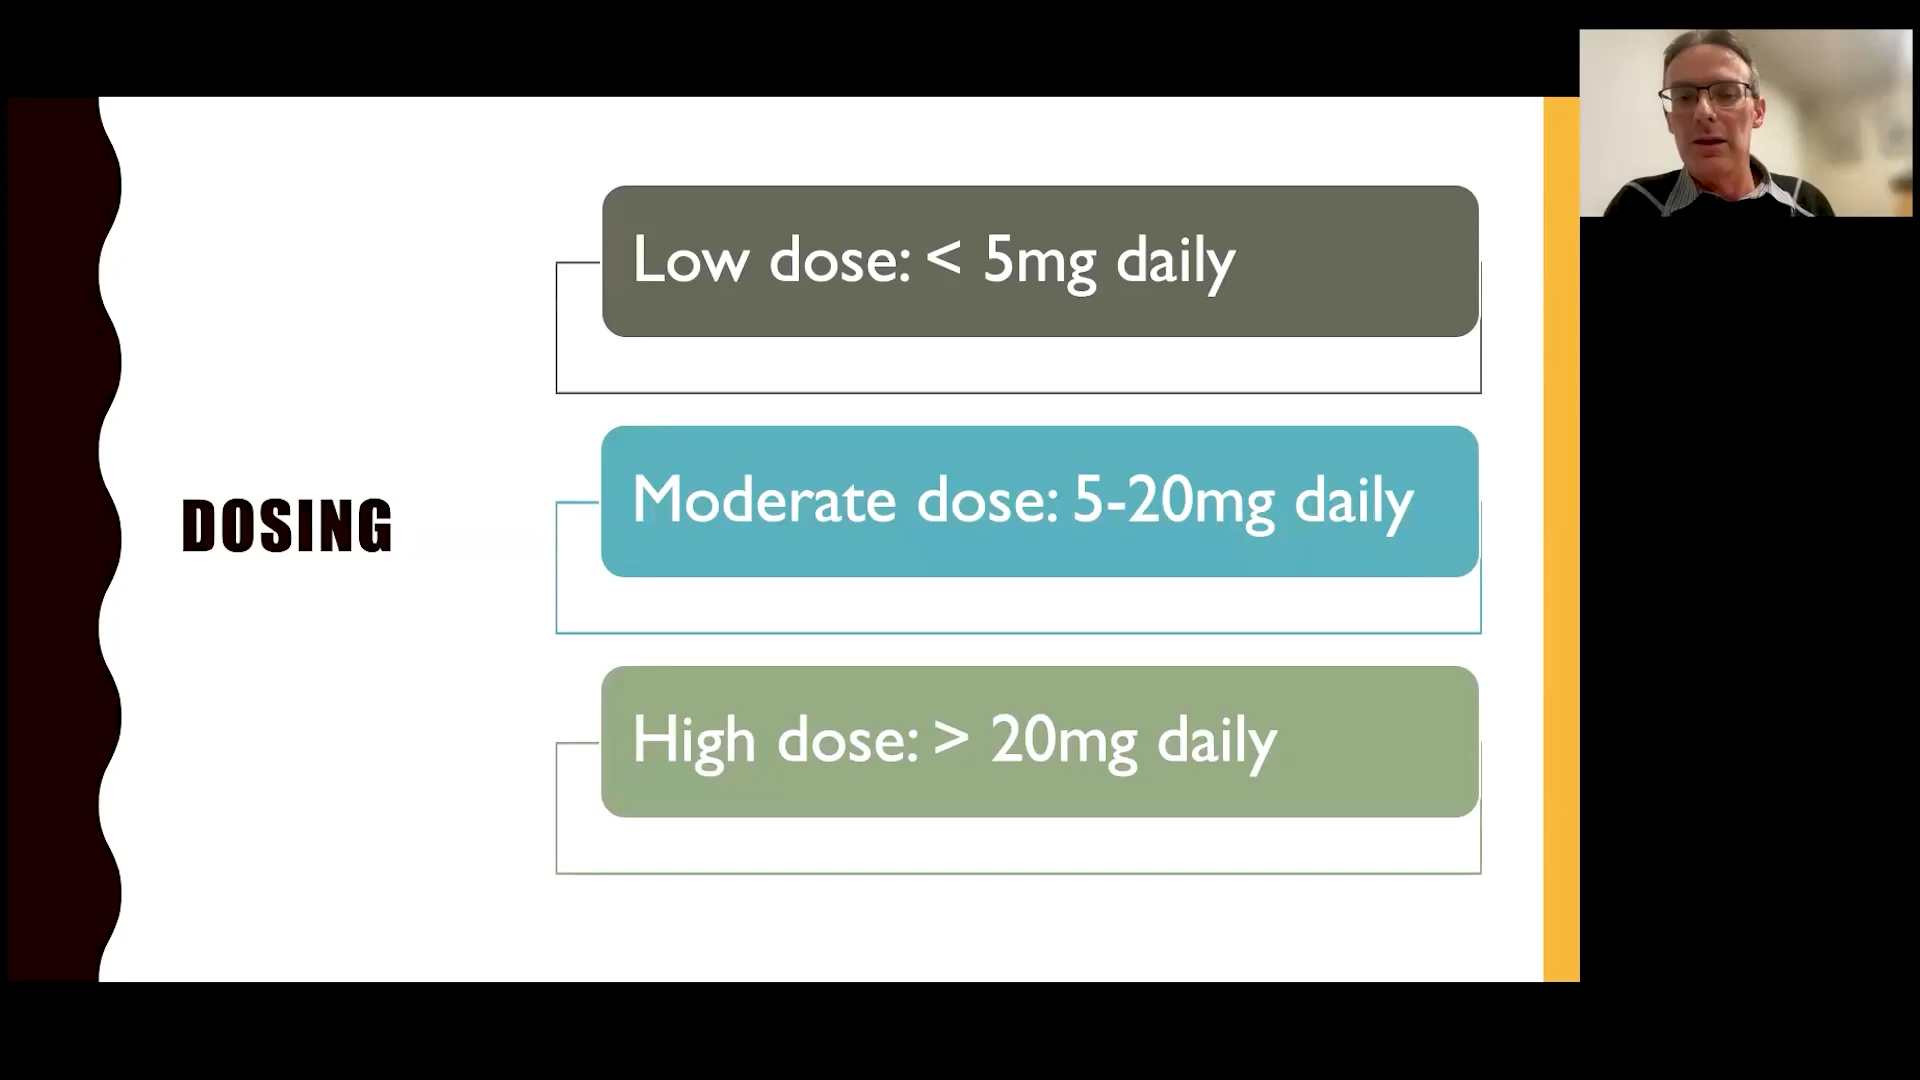 DOSING
Low dose: < 5mg daily
Moderate dose: 5-20mg daily
High dose: > 20mg daily